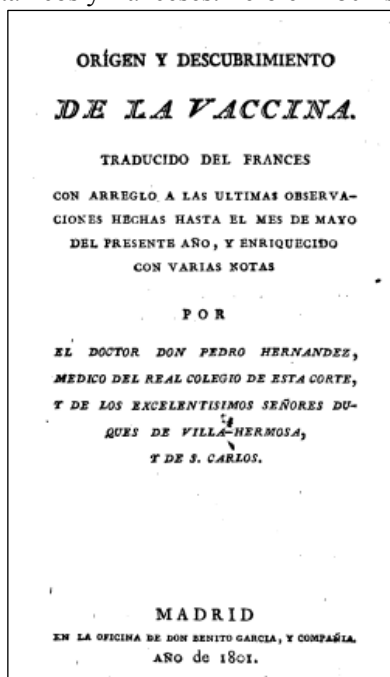 ORÍGEN Y DESCUBRIMIENTO
DE LA VACCINA.
TRADUCIDO DEL FRANCES
CON ARREGLO A LAS ULTIMAS OBSERVA-
CIONES HECHAS HASTA EL MES DE MAYO
DEL PRESENTE AÑO, Y ENRIQUECIDO
CON VARIAS NOTAS
POR
EL DOCTOR DON PEDRO HERNANDEZ,
MEDICO DEL REAL COLEGIO DE ESTA CORTE,
Y DE LOS EXCELENTISIMOS SEÑORES DU-
QUES DE VILLA-HERMOSA,
Y DE S. CARLOS.
MADRID
EN LA OFICINA DE DON BENITO GARCIA, Y COMPAÑIA.
AÑO de 1801.